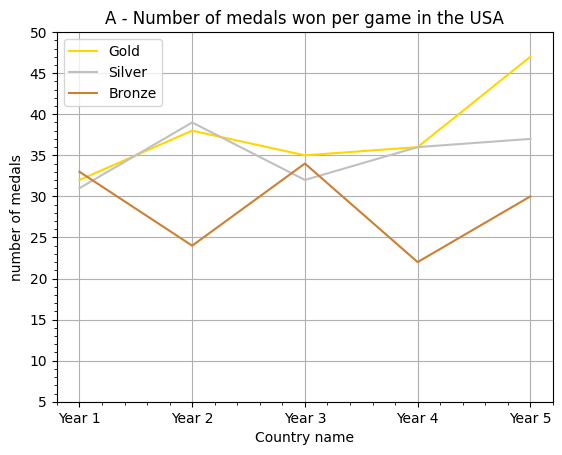 A - Number of medals won per game in the USA
Gold
Silver
Bronze
number of medals
50
45
40
35
30
25
20
15
10
5
Year 1 Year 2 Year 3 Year 4 Year 5
Country name